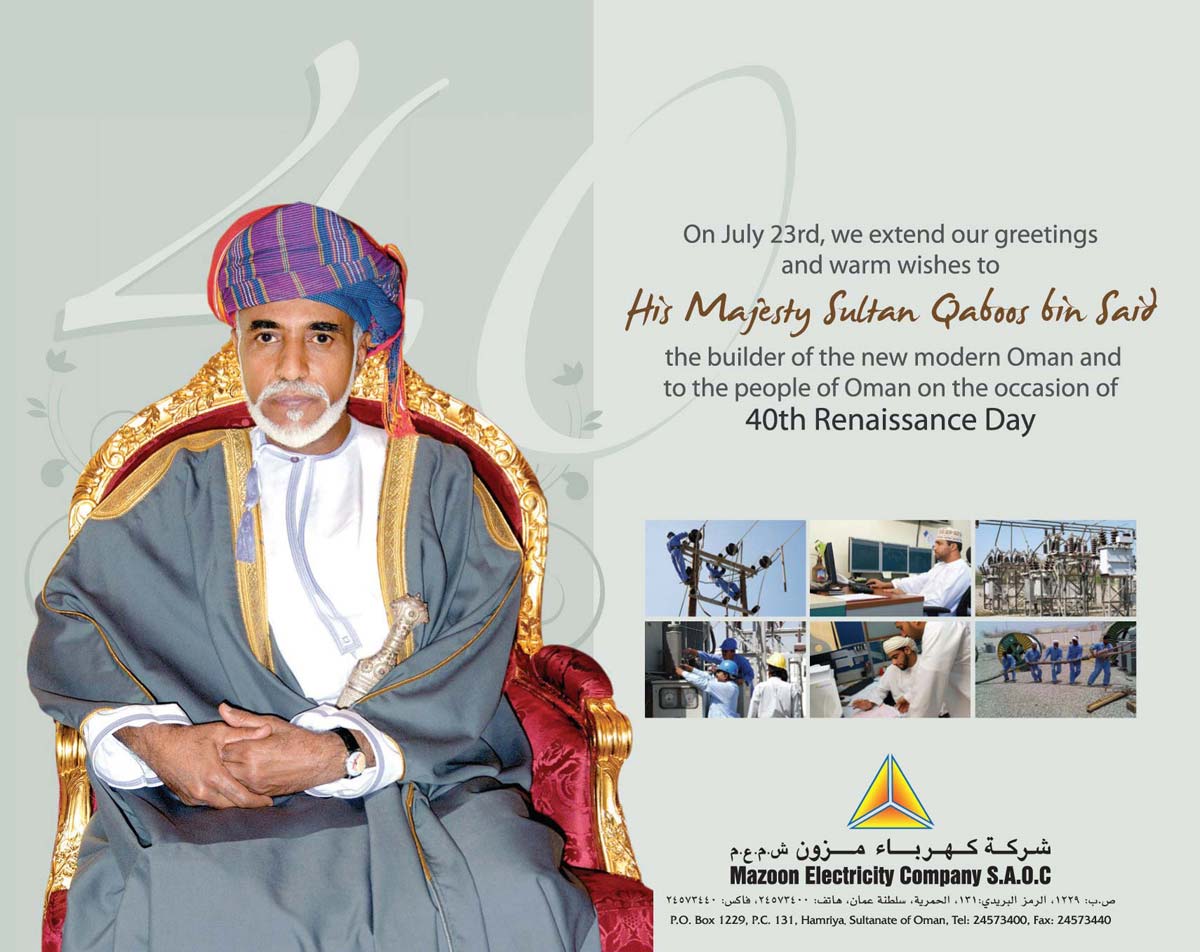 40
On July 23rd, we extend our greetings
and warm wishes to
His Majesty Sultan Qaboos bin Said
the builder of the new modern Oman and
to the people of Oman on the occasion of
40th Renaissance Day
شركة كهرباء مزون ش.م.ع.م
Mazoon Electricity Company S.A.O.C
ص.ب: ١٢٢٩، الرمز البريدي:١٣١، الحمرية، سلطنة عمان، هاتف: ٢٤٥٧٣٤٠٠، فاكس: ٢٤٥٧٣٤٤٠
P.O. Box 1229, P.C. 131, Hamriya, Sultanate of Oman, Tel: 24573400, Fax: 24573440